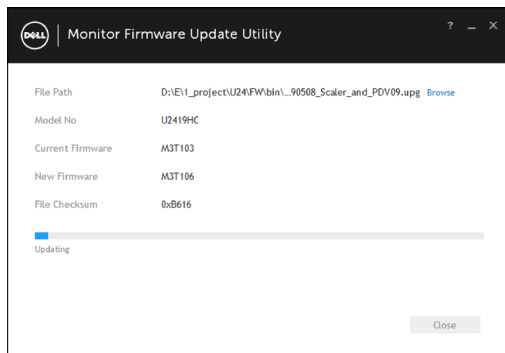 DELL Monitor Firmware Update Utility ? _ X
File Path D:\E\1_project\U24\FW\bin\...90508_Scaler_and_PDV09.upg Browse
Model No U2419HC
Current Firmware M3T103
New Firmware M3T106
File Checksum 0xB616
Updating
Close